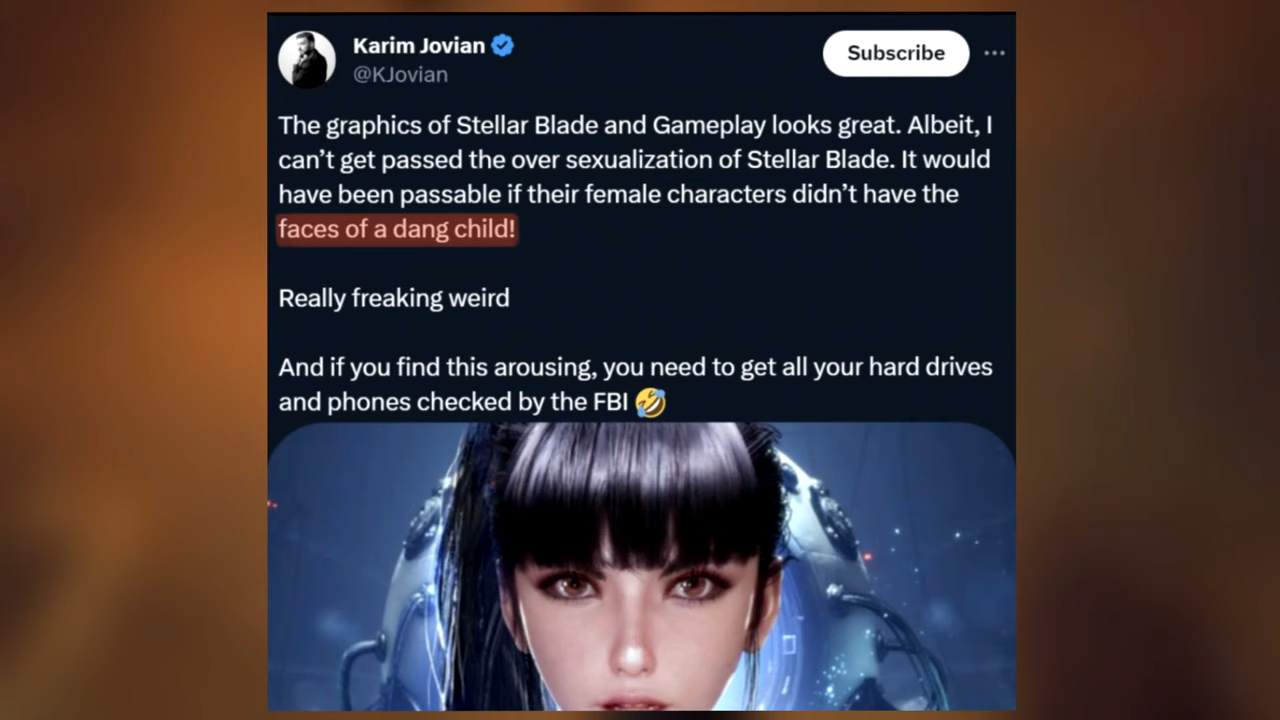 Karim Jovian
@KJovian
Subscribe
The graphics of Stellar Blade and Gameplay looks great. Albeit, I
can’t get passed the over sexualization of Stellar Blade. It would
have been passable if their female characters didn’t have the
faces of a dang child!
Really freaking weird
And if you find this arousing, you need to get all your hard drives
and phones checked by the FBI 🤣